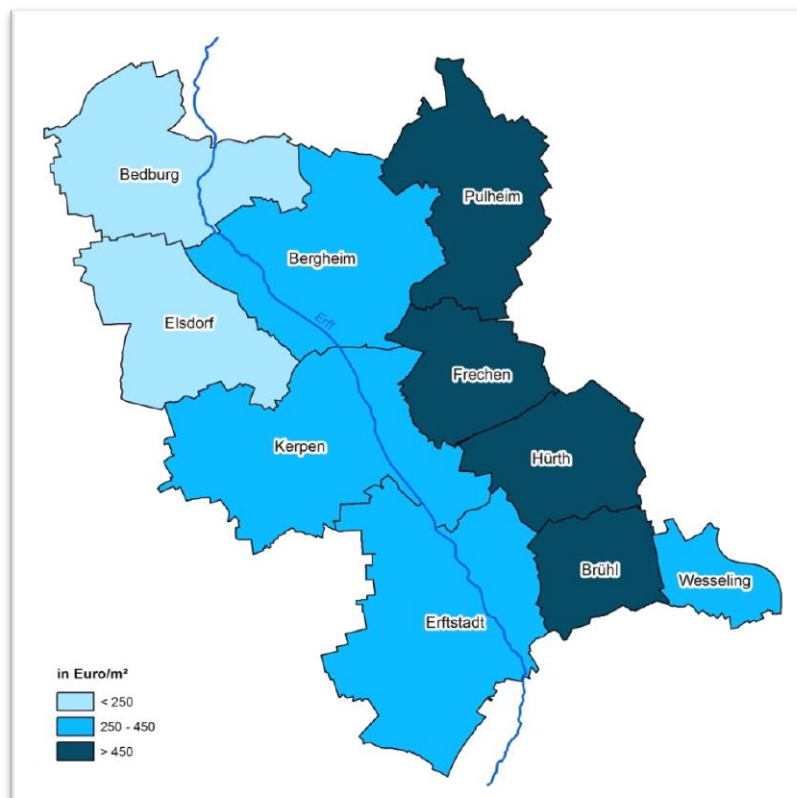 Bedburg
Pulheim
Bergheim
Erft
Elsdorf
Frechen
Kerpen
Hürth
Brühl
Wesseling
Erftstadt
in Euro/m²
< 250
250 - 450
> 450